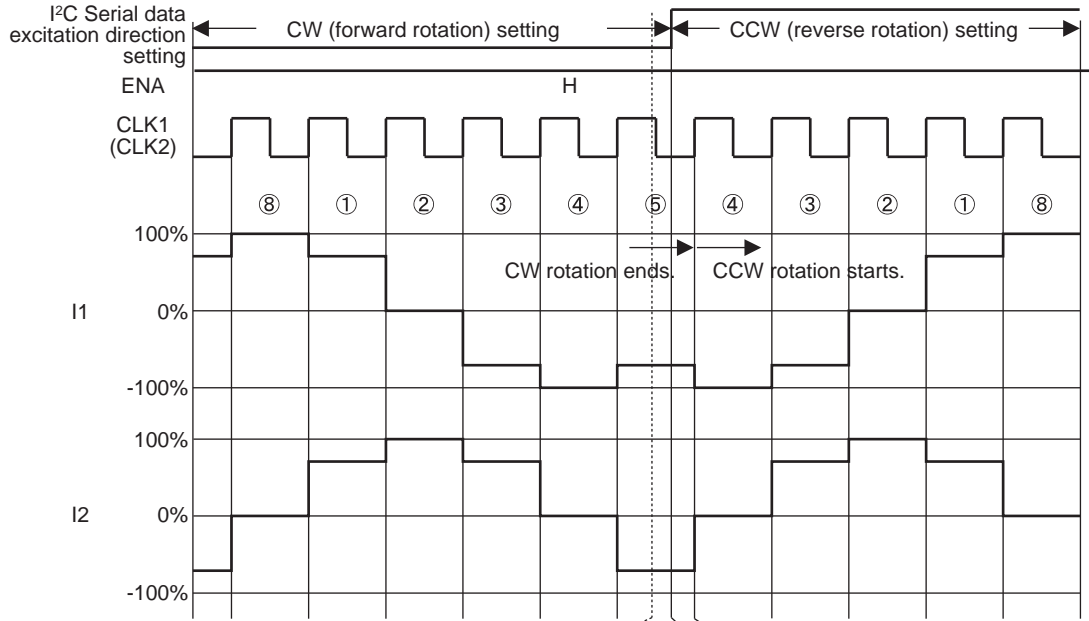 I²C Serial data
excitation direction
setting
CW (forward rotation) setting
CCW (reverse rotation) setting
ENA
H
CLK1
(CLK2)
⑧ ① ② ③ ④ ⑤ ④ ③ ② ① ⑧
100%
CW rotation ends.
CCW rotation starts.
I1
0%
-100%
100%
I2
0%
-100%